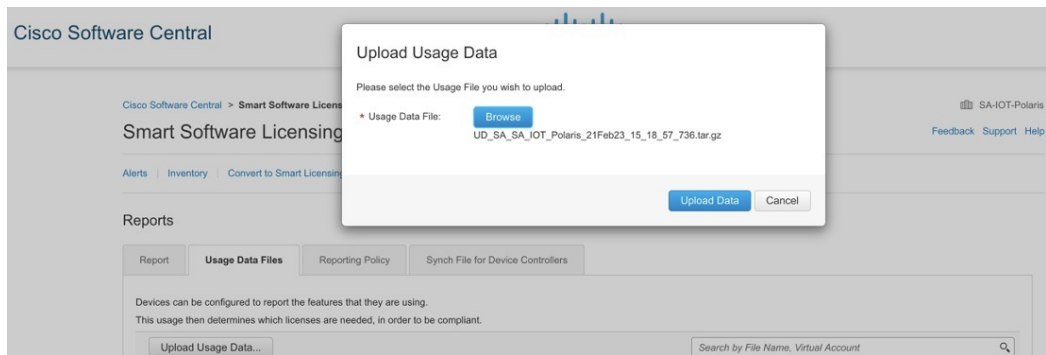 Cisco Software Central
Upload Usage Data
Please select the Usage File you wish to upload.
* Usage Data File:
Browse
UD_SA_SA_IOT_Polaris_21Feb23_15_18_57_736.tar.gz
Upload Data
Cancel
Cisco Software Central > Smart Software Licens
SA-IOT-Polaris
Smart Software Licensing
Feedback Support Help
Alerts | Inventory | Convert to Smart Licensing
Reports
Report
Usage Data Files
Reporting Policy
Synch File for Device Controllers
Devices can be configured to report the features that they are using.
This usage then determines which licenses are needed, in order to be compliant.
Upload Usage Data...
Search by File Name, Virtual Account